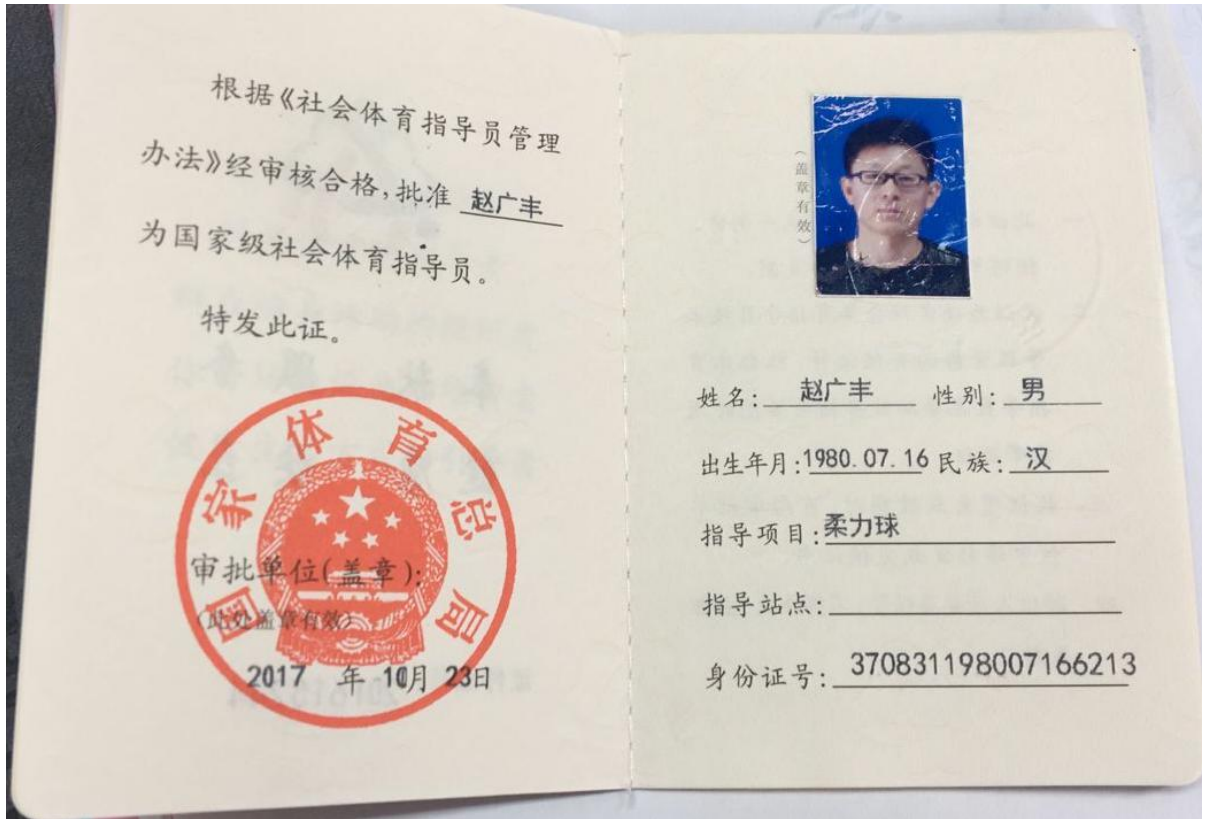 根据《社会体育指导员管理
办法》经审核合格,批准 赵广丰
为国家级社会体育指导员。
特发此证。
国家体育总局
审批单位(盖章):
(此处盖章有效)
2017 年 10月 23日
(盖章有效)
姓名: 赵广丰 性别: 男
出生年月:1980.07.16 民族: 汉
指导项目:柔力球
指导站点:
身份证号: 370831198007166213